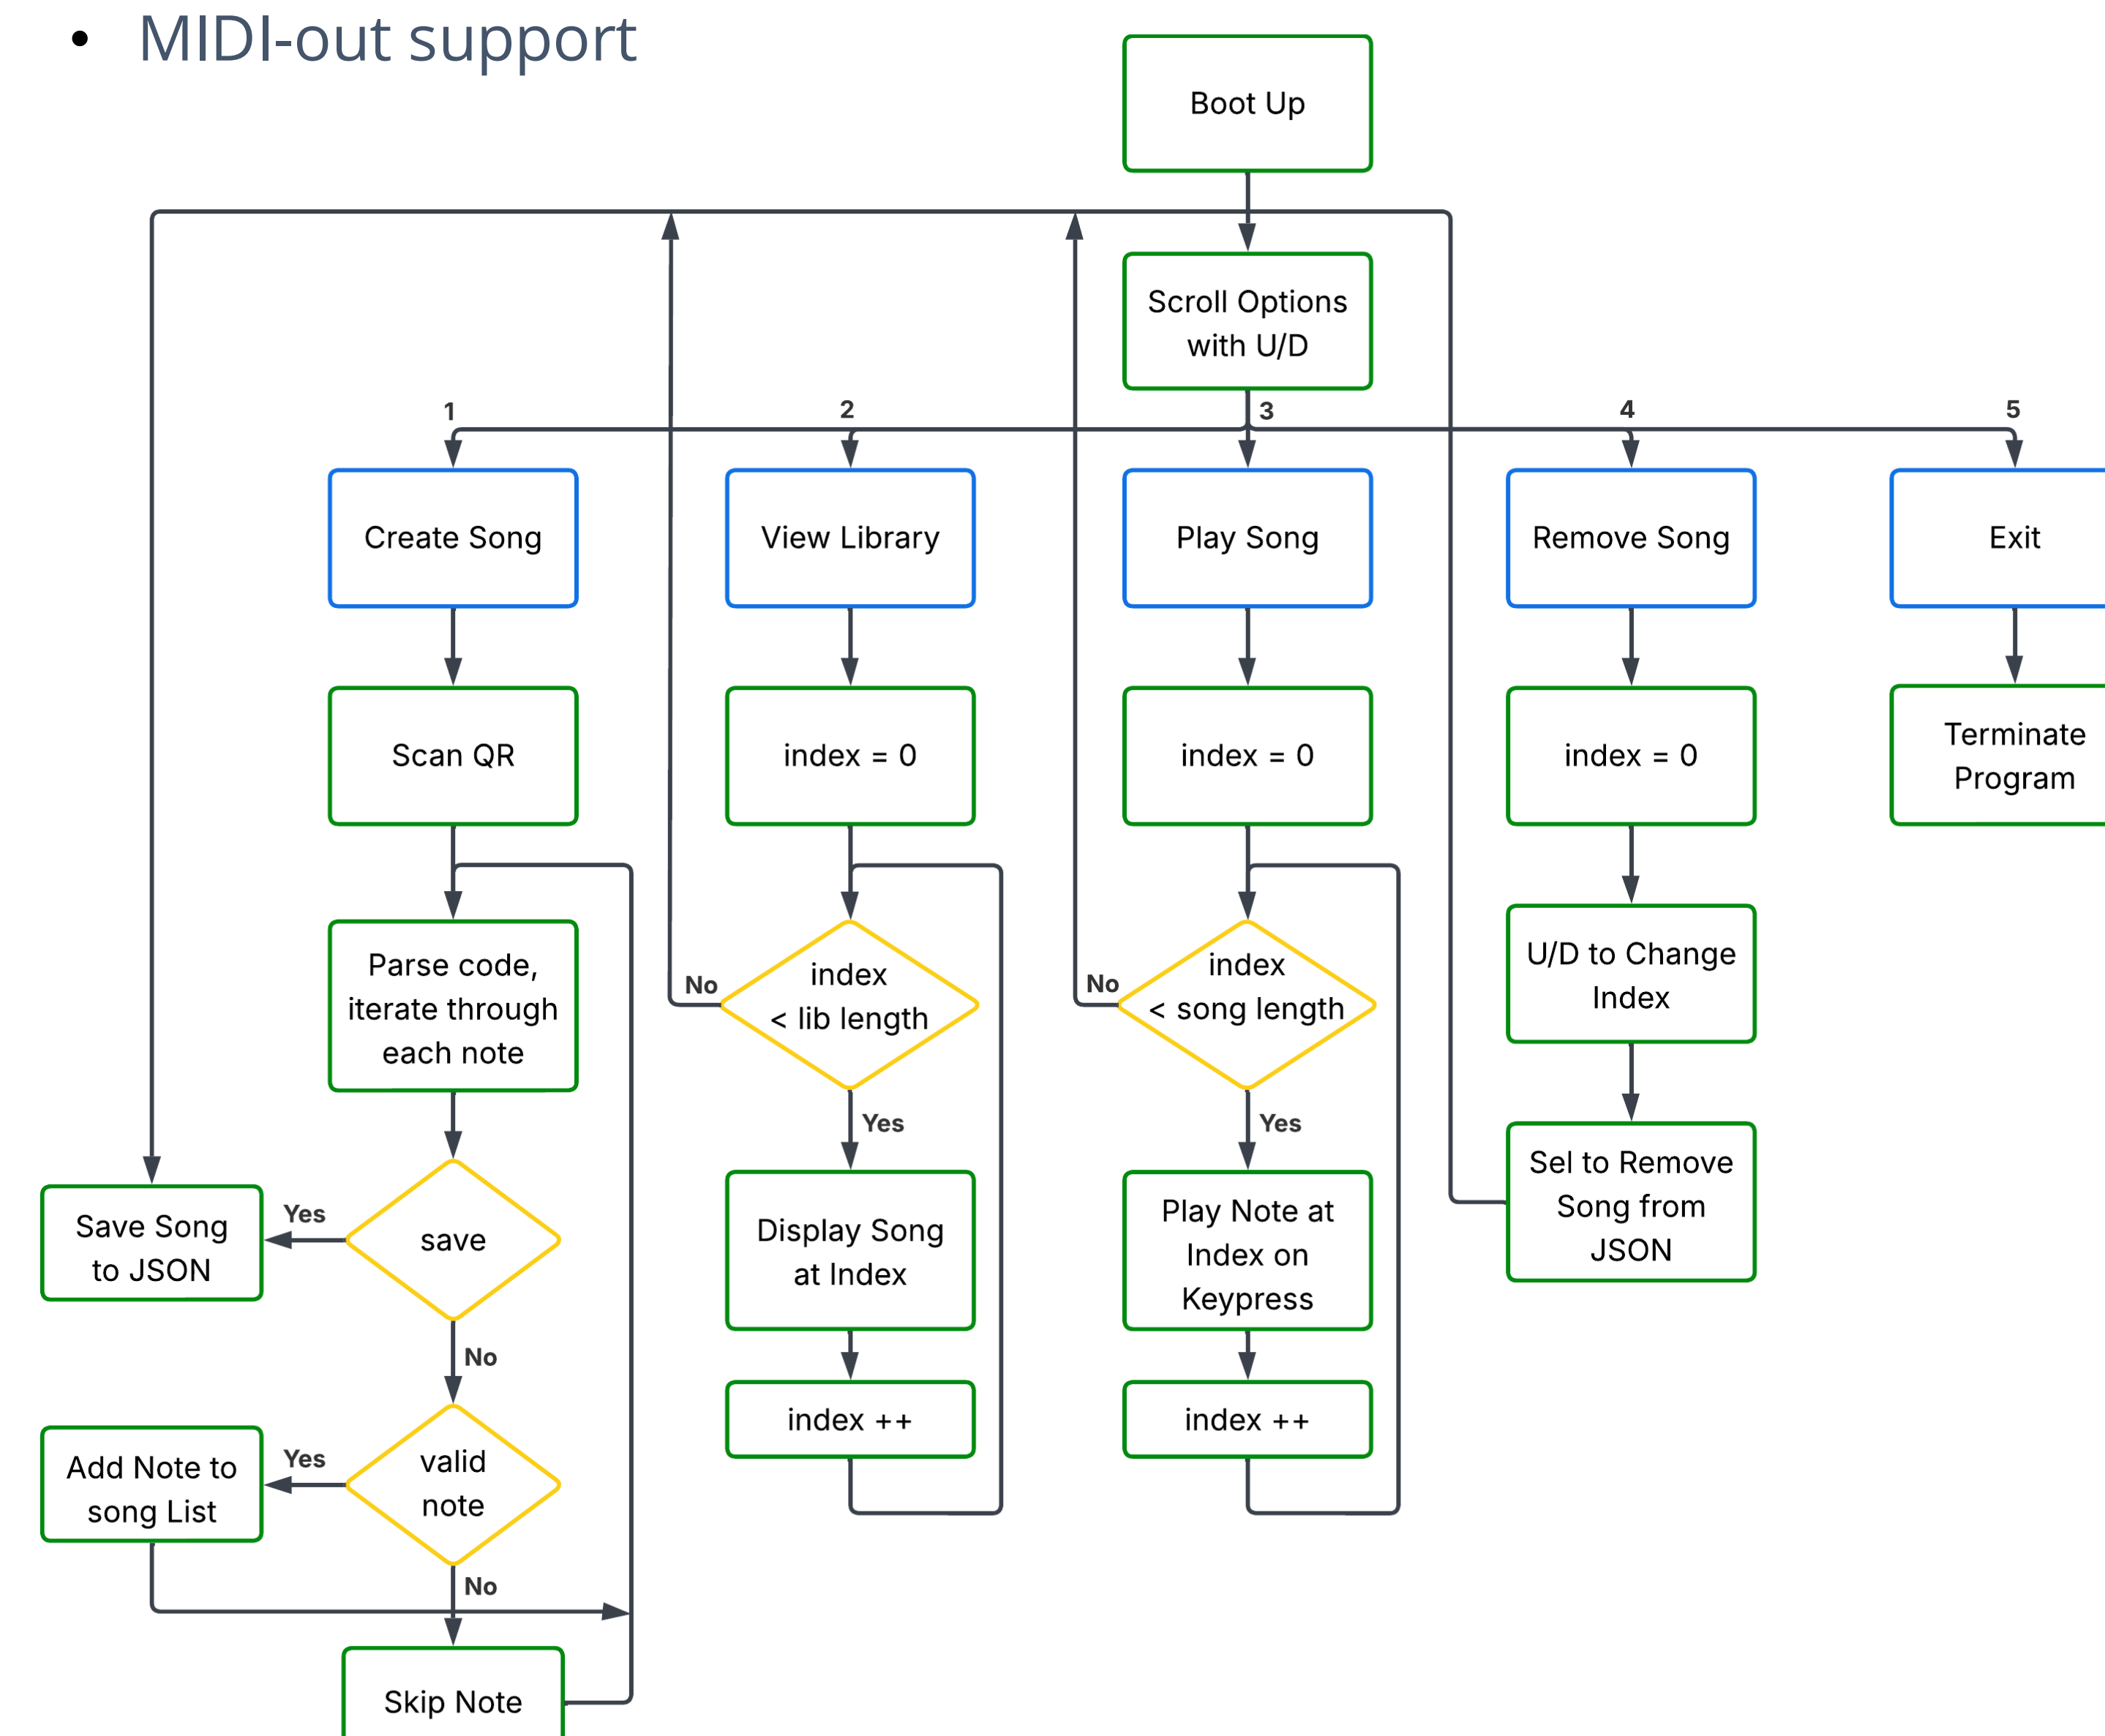 • MIDI-out support
Boot Up
Scroll Options
with U/D
1
2
3
4
5
Create Song
View Library
Play Song
Remove Song
Exit
Scan QR
index = 0
index = 0
index = 0
Terminate
Program
Parse code,
iterate through
each note
No
index
< lib length
No
index
< song length
U/D to Change
Index
Yes
Yes
Save Song
to JSON
Yes
save
Display Song
at Index
Play Note at
Index on
Keypress
Sel to Remove
Song from
JSON
No
index ++
index ++
Add Note to
song List
Yes
valid
note
No
Skip Note